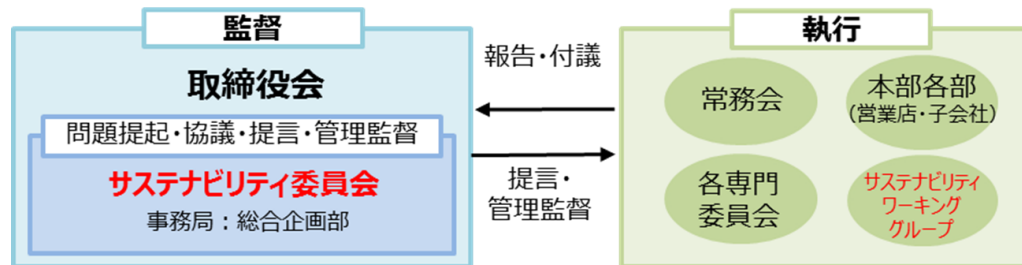 監督
取締役会
問題提起・協議・提言・管理監督
サステナビリティ委員会
事務局：総合企画部
報告・付議
提言・
管理監督
執行
常務会
本部各部
(営業店・子会社)
各専門
委員会
サステナビリティ
ワーキング
グループ